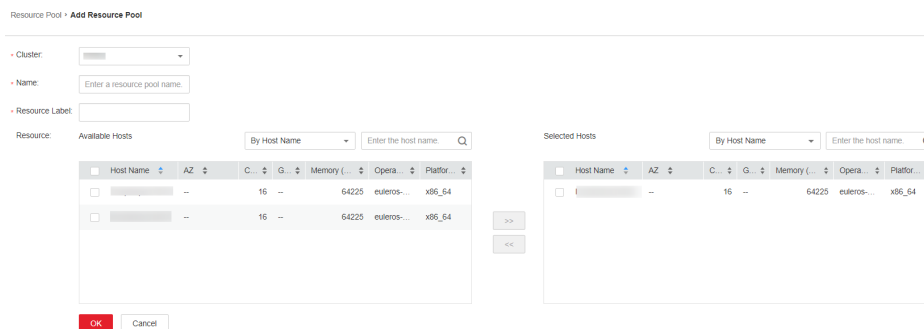 Resource Pool › Add Resource Pool
* Cluster:
* Name: Enter a resource pool name.
* Resource Label:
Resource: Available Hosts By Host Name Enter the host name. Selected Hosts By Host Name Enter the host name.
Host Name AZ C... G... Memory (... Opera... Platfor... Host Name AZ C... G... Memory (... Opera... Platfor...
-- 16 -- 64225 euleros-... x86_64 -- 16 -- 64225 euleros-... x86_64
-- 16 -- 64225 euleros-... x86_64
>>
<<
OK Cancel